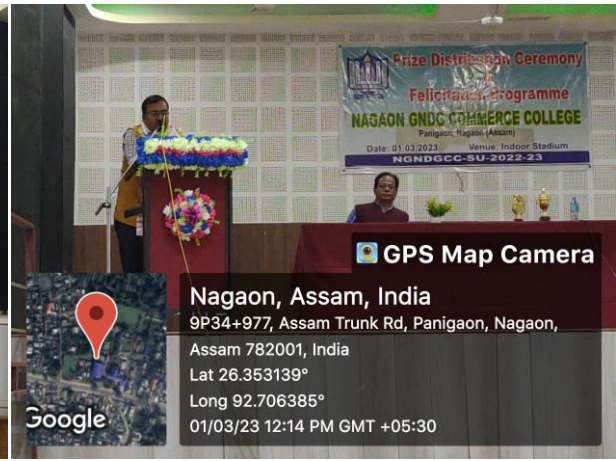 Prize Distribution Ceremony
&
Felicitation Programme
NAGAON GNDG COMMERCE COLLEGE
Panigaon, Nagaon (Assam)
Date: 01.03.2023 Venue: Indoor Stadium
NGNDGCC-SU-2022-23
GPS Map Camera
Nagaon, Assam, India
9P34+977, Assam Trunk Rd, Panigaon, Nagaon,
Assam 782001, India
Lat 26.353139°
Long 92.706385°
01/03/23 12:14 PM GMT +05:30
Google